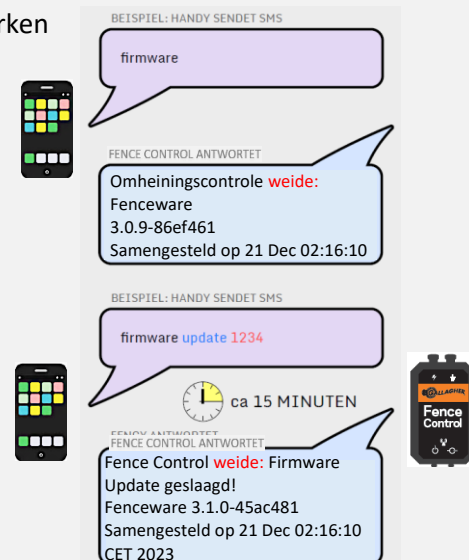 rken
BEISPIEL: HANDY SENDET SMS
firmware
FENCE CONTROL ANTWORTET
Omheiningscontrole weide:
Fenceware
3.0.9-86ef461
Samengesteld op 21 Dec 02:16:10
BEISPIEL: HANDY SENDET SMS
firmware update 1234
ca 15 MINUTEN
FENCE CONTROL ANTWORTET
Fence Control weide: Firmware
Update geslaagd!
Fenceware 3.1.0-45ac481
Samengesteld op 21 Dec 02:16:10
CET 2023
GALLAGHER
Fence
Control